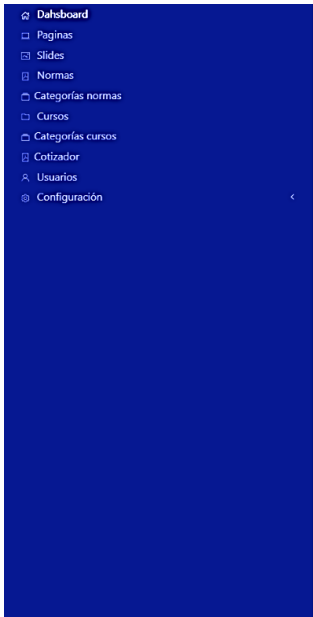 Dahsboard
Paginas
Slides
Normas
Categorías normas
Cursos
Categorías cursos
Cotizador
Usuarios
Configuración